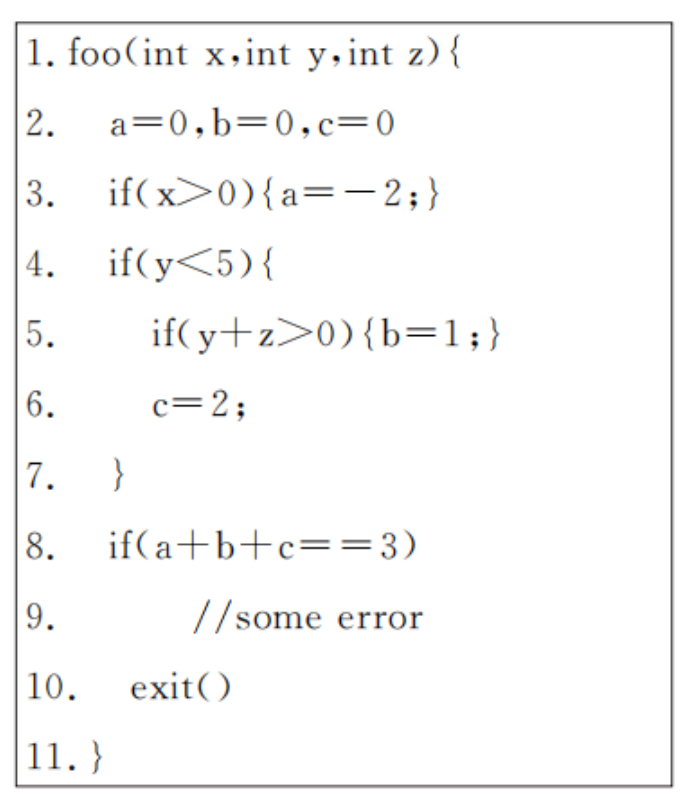 1. foo(int x,int y,int z){
2. a=0,b=0,c=0
3. if(x>0){a=-2;}
4. if(y<5){
5. if(y+z>0){b=1;}
6. c=2;
7. }
8. if(a+b+c==3)
9. //some error
10. exit()
11.}